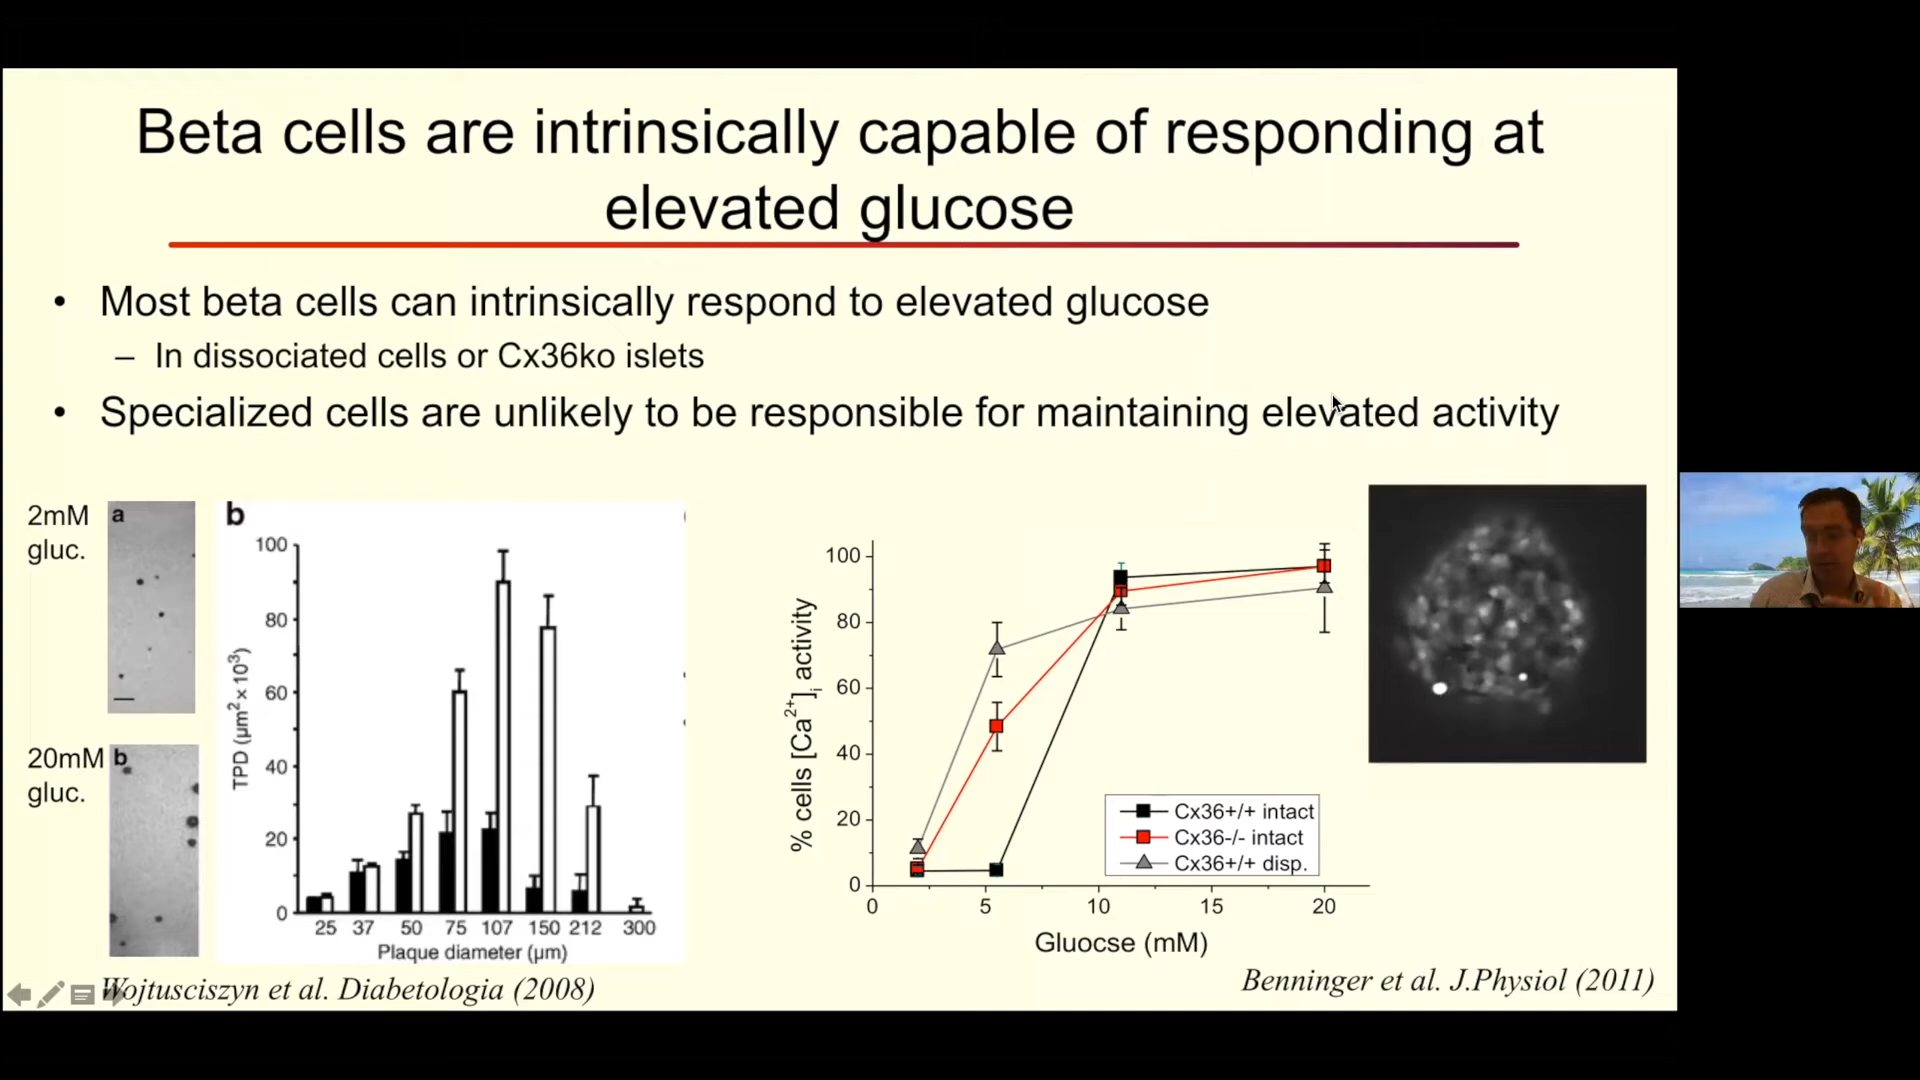 Beta cells are intrinsically capable of responding at
elevated glucose
• Most beta cells can intrinsically respond to elevated glucose
– In dissociated cells or Cx36ko islets
• Specialized cells are unlikely to be responsible for maintaining elevated activity
2mM
gluc.
a
20mM
gluc.
b
b
100
80
60
40
20
0
TPD (µm² × 10³)
25 37 50 75 107 150 212 300
Plaque diameter (µm)
Wojtusciszyn et al. Diabetologia (2008)
100
80
60
40
20
0
% cells [Ca²⁺]ᵢ activity
0 5 10 15 20
Gluocse (mM)
Cx36+/+ intact
Cx36-/- intact
Cx36+/+ disp.
Benninger et al. J.Physiol (2011)